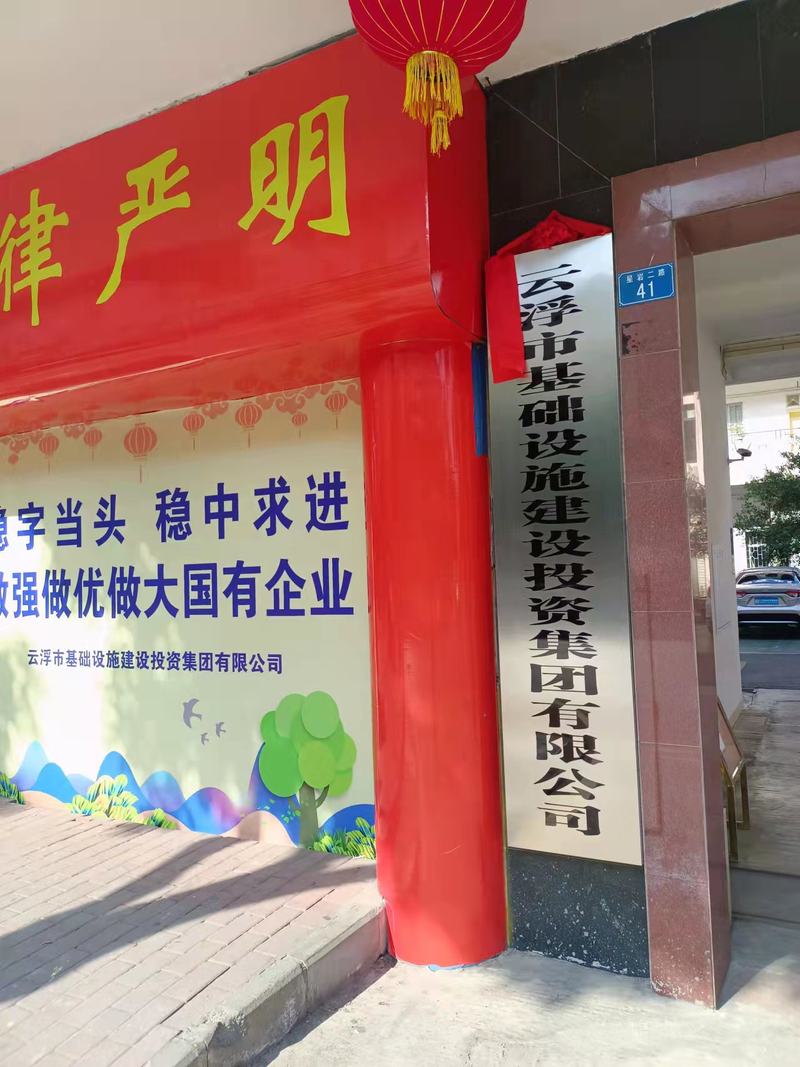 律严明
字当头 稳中求进
强做优做大国有企业
云浮市基础设施建设投资集团有限公司
云浮市基础设施建设投资集团有限公司
星岩二路
41